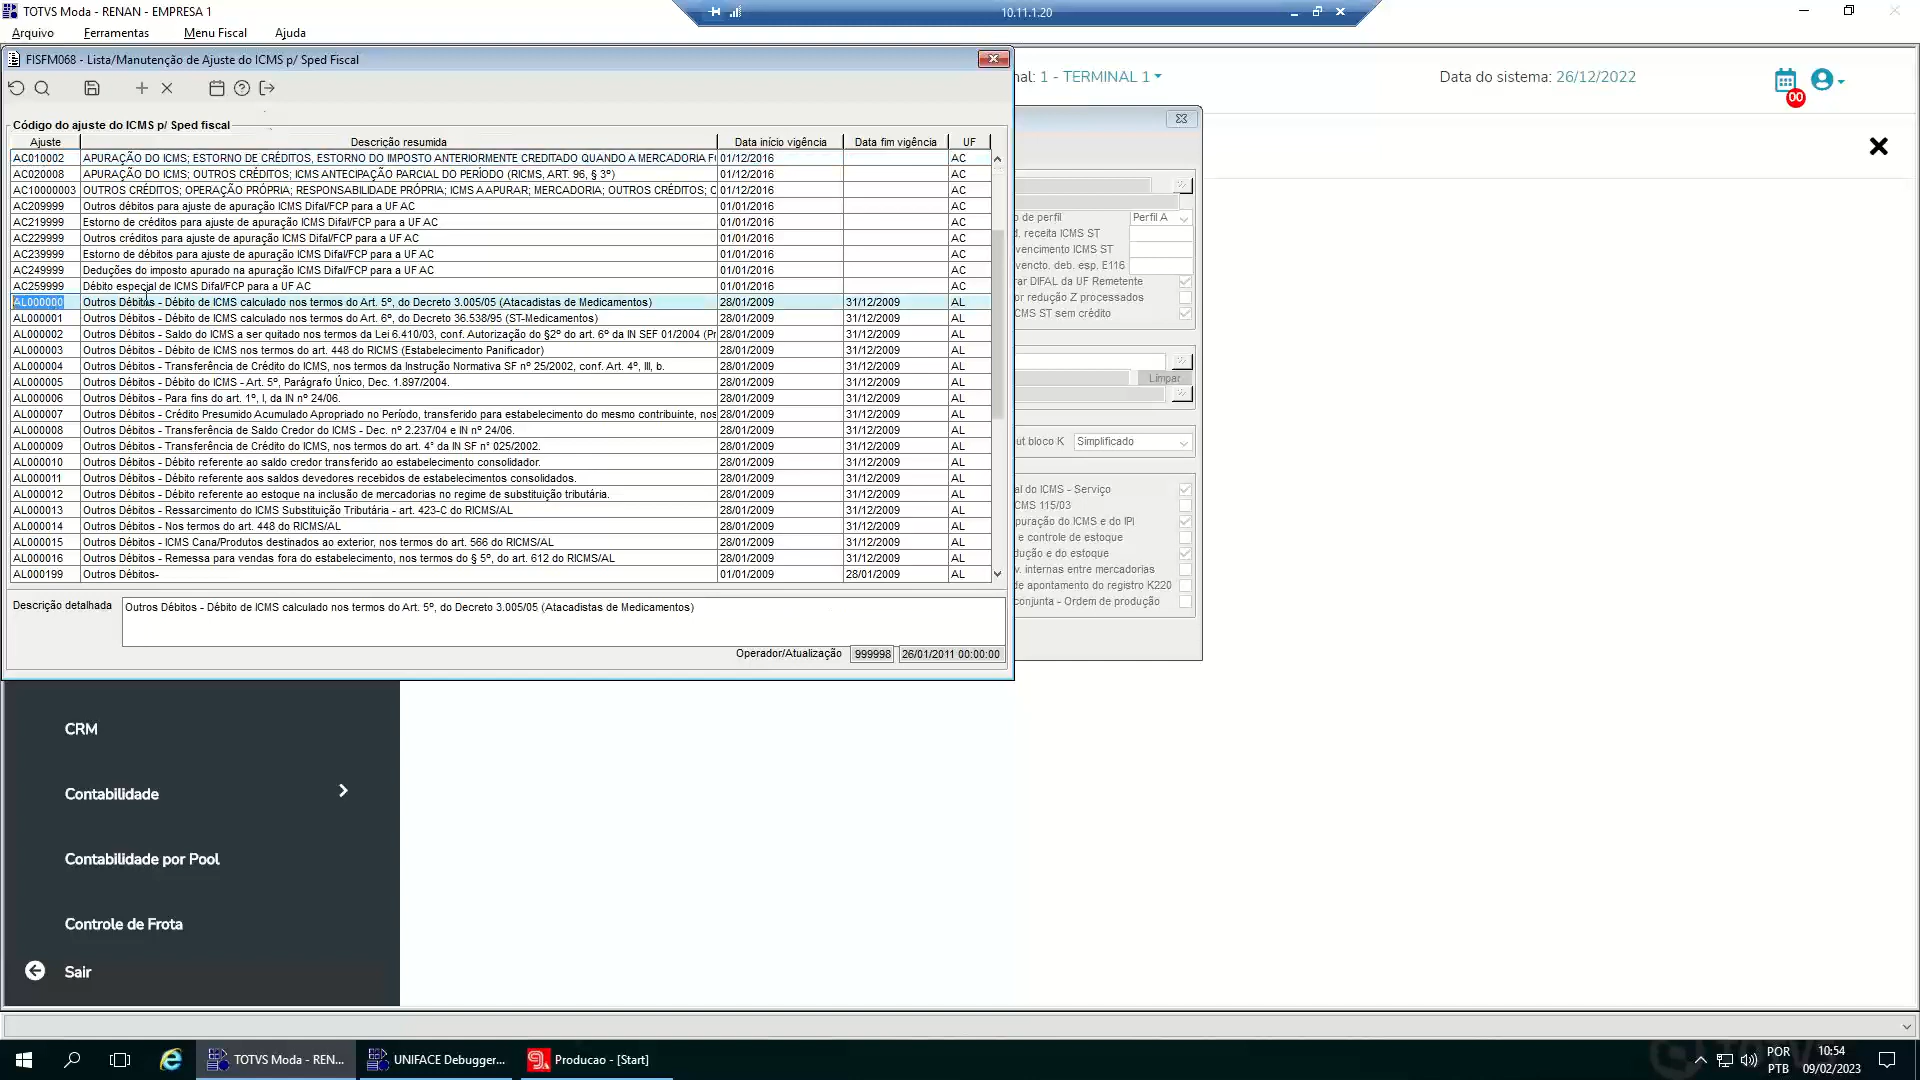 TOTVS Moda - RENAN - EMPRESA 1
10.11.1.20
Arquivo Ferramentas Menu Fiscal Ajuda
FISFM068 - Lista/Manutenção de Ajuste do ICMS p/ Sped Fiscal
nal: 1 - TERMINAL 1
Data do sistema: 26/12/2022
00
Código do ajuste do ICMS p/ Sped fiscal
Ajuste Descrição resumida Data início vigência Data fim vigência UF
AC010002 APURAÇÃO DO ICMS; ESTORNO DE CRÉDITOS, ESTORNO DO IMPOSTO ANTERIORMENTE CREDITADO QUANDO A MERCADORIA F 01/12/2016 AC
AC020008 APURAÇÃO DO ICMS; OUTROS CRÉDITOS; ICMS ANTECIPAÇÃO PARCIAL DO PERÍODO (RICMS, ART. 96, § 3º) 01/12/2016 AC
AC10000003 OUTROS CRÉDITOS; OPERAÇÃO PRÓPRIA; RESPONSABILIDADE PRÓPRIA; ICMS A APURAR; MERCADORIA; OUTROS CRÉDITOS; C 01/12/2016 AC
AC209999 Outros débitos para ajuste de apuração ICMS Difal/FCP para a UF AC 01/01/2016 AC
AC219999 Estorno de créditos para ajuste de apuração ICMS Difal/FCP para a UF AC 01/01/2016 AC
AC229999 Outros créditos para ajuste de apuração ICMS Difal/FCP para a UF AC 01/01/2016 AC
AC239999 Estorno de débitos para ajuste de apuração ICMS Difal/FCP para a UF AC 01/01/2016 AC
AC249999 Deduções do imposto apurado na apuração ICMS Difal/FCP para a UF AC 01/01/2016 AC
AC259999 Débito especial de ICMS Difal/FCP para a UF AC 01/01/2016 AC
AL000000 Outros Débitos - Débito de ICMS calculado nos termos do Art. 5º, do Decreto 3.005/05 (Atacadistas de Medicamentos) 28/01/2009 31/12/2009 AL
AL000001 Outros Débitos - Débito de ICMS calculado nos termos do Art. 6º, do Decreto 36.538/95 (ST-Medicamentos) 28/01/2009 31/12/2009 AL
AL000002 Outros Débitos - Saldo do ICMS a ser quitado nos termos da Lei 6.410/03, conf. Autorização do §2º do art. 6º da IN SEF 01/2004 (Pr 28/01/2009 31/12/2009 AL
AL000003 Outros Débitos - Débito de ICMS nos termos do art. 448 do RICMS (Estabelecimento Panificador) 28/01/2009 31/12/2009 AL
AL000004 Outros Débitos - Transferência de Crédito do ICMS, nos termos da Instrução Normativa SF nº 25/2002, conf. Art. 4º, III, b. 28/01/2009 31/12/2009 AL
AL000005 Outros Débitos - Débito do ICMS - Art. 5º, Parágrafo Único, Dec. 1.897/2004. 28/01/2009 31/12/2009 AL
AL000006 Outros Débitos - Para fins do art. 1º, I, da IN nº 24/06. 28/01/2009 31/12/2009 AL
AL000007 Outros Débitos - Crédito Presumido Acumulado Apropriado no Período, transferido para estabelecimento do mesmo contribuinte, nos 28/01/2009 31/12/2009 AL
AL000008 Outros Débitos - Transferência de Saldo Credor do ICMS - Dec. nº 2.237/04 e IN nº 24/06. 28/01/2009 31/12/2009 AL
AL000009 Outros Débitos - Transferência de Crédito do ICMS, nos termos do art. 4° da IN SF n° 025/2002. 28/01/2009 31/12/2009 AL
AL000010 Outros Débitos - Débito referente ao saldo credor transferido ao estabelecimento consolidador. 28/01/2009 31/12/2009 AL
AL000011 Outros Débitos - Débito referente aos saldos devedores recebidos de estabelecimentos consolidados. 28/01/2009 31/12/2009 AL
AL000012 Outros Débitos - Débito referente ao estoque na inclusão de mercadorias no regime de substituição tributária. 28/01/2009 31/12/2009 AL
AL000013 Outros Débitos - Ressarcimento do ICMS Substituição Tributária - art. 423-C do RICMS/AL 28/01/2009 31/12/2009 AL
AL000014 Outros Débitos - Nos termos do art. 448 do RICMS/AL 28/01/2009 31/12/2009 AL
AL000015 Outros Débitos - ICMS Cana/Produtos destinados ao exterior, nos termos do art. 566 do RICMS/AL 28/01/2009 31/12/2009 AL
AL000016 Outros Débitos - Remessa para vendas fora do estabelecimento, nos termos do § 5º, do art. 612 do RICMS/AL 28/01/2009 31/12/2009 AL
AL000199 Outros Débitos- 01/01/2009 28/01/2009 AL
Descrição detalhada Outros Débitos - Débito de ICMS calculado nos termos do Art. 5º, do Decreto 3.005/05 (Atacadistas de Medicamentos)
Operador/Atualização 999998 26/01/2011 00:00:00
o de perfil Perfil A
d. receita ICMS ST
vencimento ICMS ST
vencto. deb. esp. E116
rar DIFAL da UF Remetente
or redução Z processados
CMS ST sem crédito
Limpar
ut bloco K Simplificado
al do ICMS - Serviço
CMS 115/03
puração do ICMS e do IPI
e controle de estoque
dução e do estoque
v. internas entre mercadorias
de apontamento do registro K220
conjunta - Ordem de produção
CRM
Contabilidade
Contabilidade por Pool
Controle de Frota
Sair
TOTVS Moda - REN...
UNIFACE Debugger...
Producao - [Start]
POR
PTB
10:54
09/02/2023